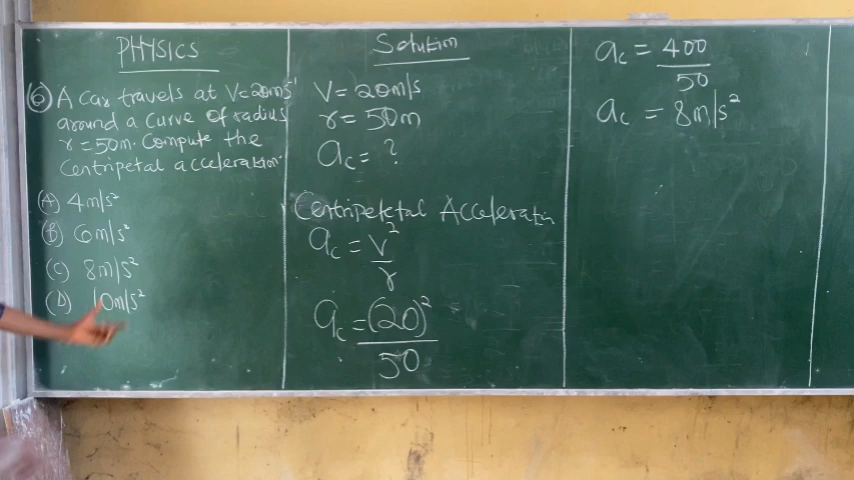 PHYSICS
(6) A car travels at V=20ms⁻¹
around a curve of radius
r = 50m. Compute the
Centripetal acceleration.
(A) 4m/s²
(B) 6m/s²
(C) 8m/s²
(D) 10m/s²
Solution
V = 20m/s
r = 50m
ac = ?
ac = V²
r
ac = (20)²
50
ac = 400
50
ac = 8m/s²